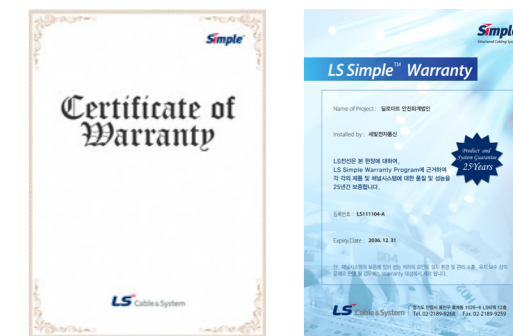 Simple
Certificate of
Warranty
LS Cable & System
Simple
LS Simple™ Warranty
Name of Project : 딜로이트 안진회계법인
Installed by : 세빛전자통신
LS전선은 본 현장에 대하여,
LS Simple Warranty Program에 근거하여
각 각의 제품 및 채널시스템에 대한 품질 및 성능을
25년간 보증합니다.
Product and
System Guarantee
25Years
등록번호 : LS111104-A
Expiry Date : 2036. 12. 31
LS Cable & System
Tel. 02-2189-9268 Fax. 02-2189-9259